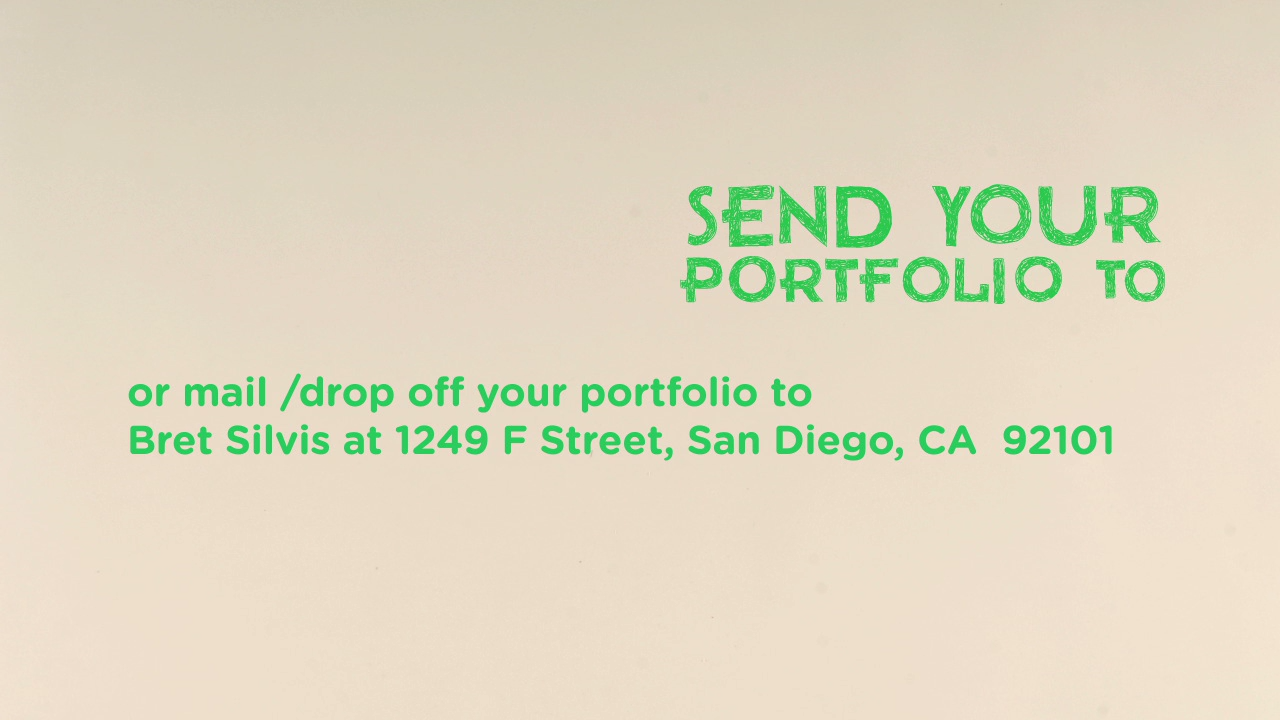 SEND YOUR
PORTFOLIO TO
or mail /drop off your portfolio to
Bret Silvis at 1249 F Street, San Diego, CA  92101